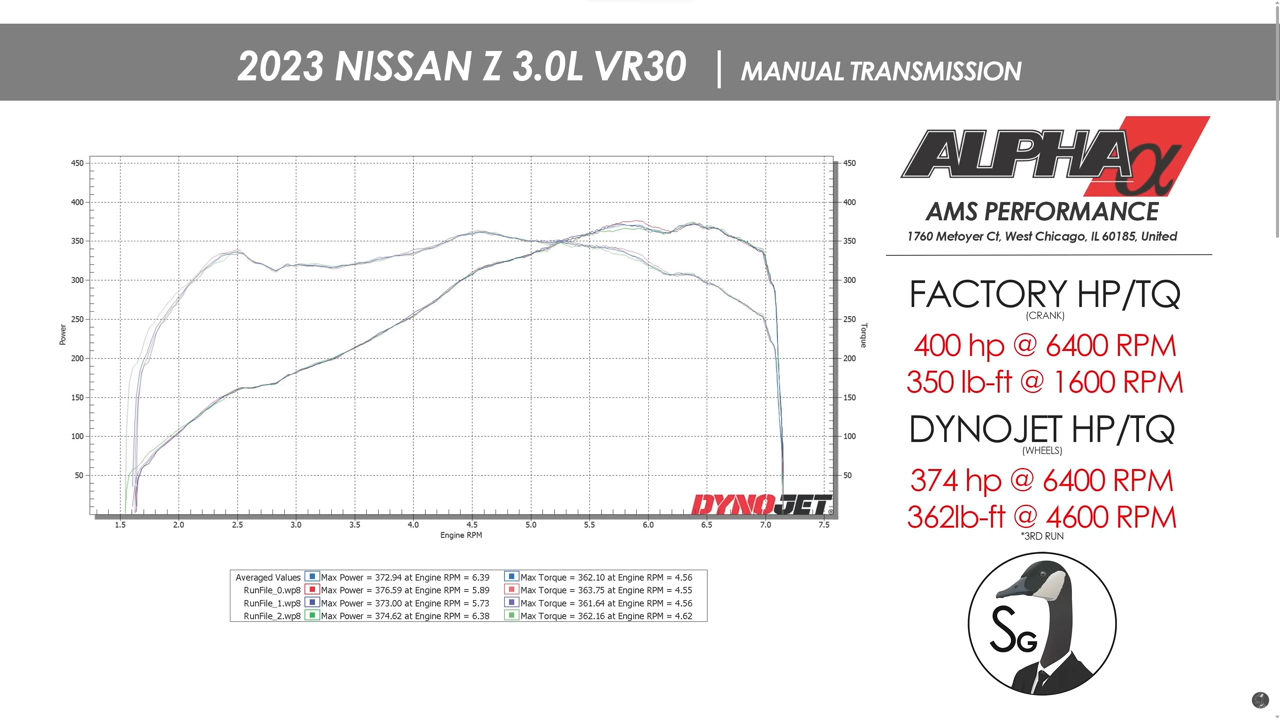 2023 NISSAN Z 3.0L VR30 | MANUAL TRANSMISSION
ALPHA α
AMS PERFORMANCE
1760 Metoyer Ct, West Chicago, IL 60185, United
FACTORY HP/TQ
(CRANK)
400 hp @ 6400 RPM
350 lb-ft @ 1600 RPM
DYNOJET HP/TQ
(WHEELS)
374 hp @ 6400 RPM
362lb-ft @ 4600 RPM
*3RD RUN
SG
450 450
400 400
350 350
300 300
250 250
200 200
150 150
100 100
50 50
Power
Torque
DYNOJET
1.5 2.0 2.5 3.0 3.5 4.0 4.5 5.0 5.5 6.0 6.5 7.0 7.5
Engine RPM
Averaged Values Max Power = 372.94 at Engine RPM = 6.39 Max Torque = 362.10 at Engine RPM = 4.56
RunFile_0.wp8 Max Power = 376.59 at Engine RPM = 5.89 Max Torque = 363.75 at Engine RPM = 4.55
RunFile_1.wp8 Max Power = 373.00 at Engine RPM = 5.73 Max Torque = 361.64 at Engine RPM = 4.56
RunFile_2.wp8 Max Power = 374.62 at Engine RPM = 6.38 Max Torque = 362.16 at Engine RPM = 4.62